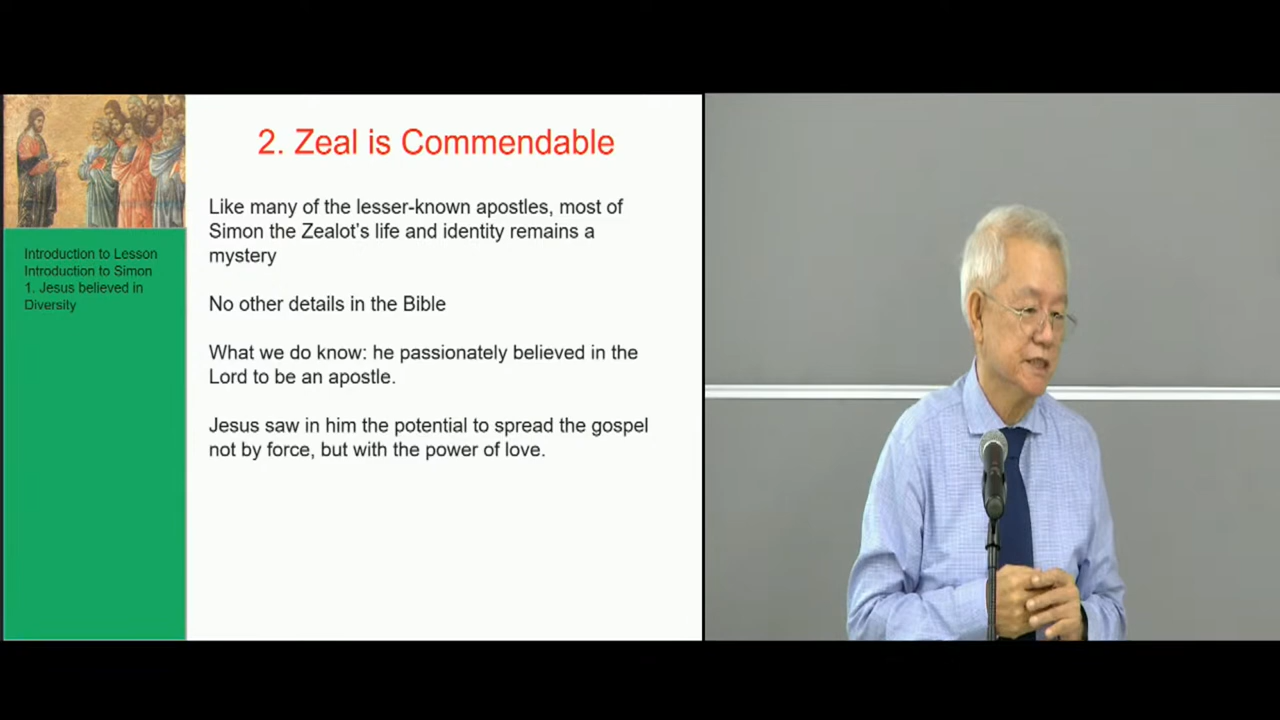 2. Zeal is Commendable
Like many of the lesser-known apostles, most of
Simon the Zealot's life and identity remains a
mystery
No other details in the Bible
What we do know: he passionately believed in the
Lord to be an apostle.
Jesus saw in him the potential to spread the gospel
not by force, but with the power of love.
Introduction to Lesson
Introduction to Simon
1. Jesus believed in
Diversity